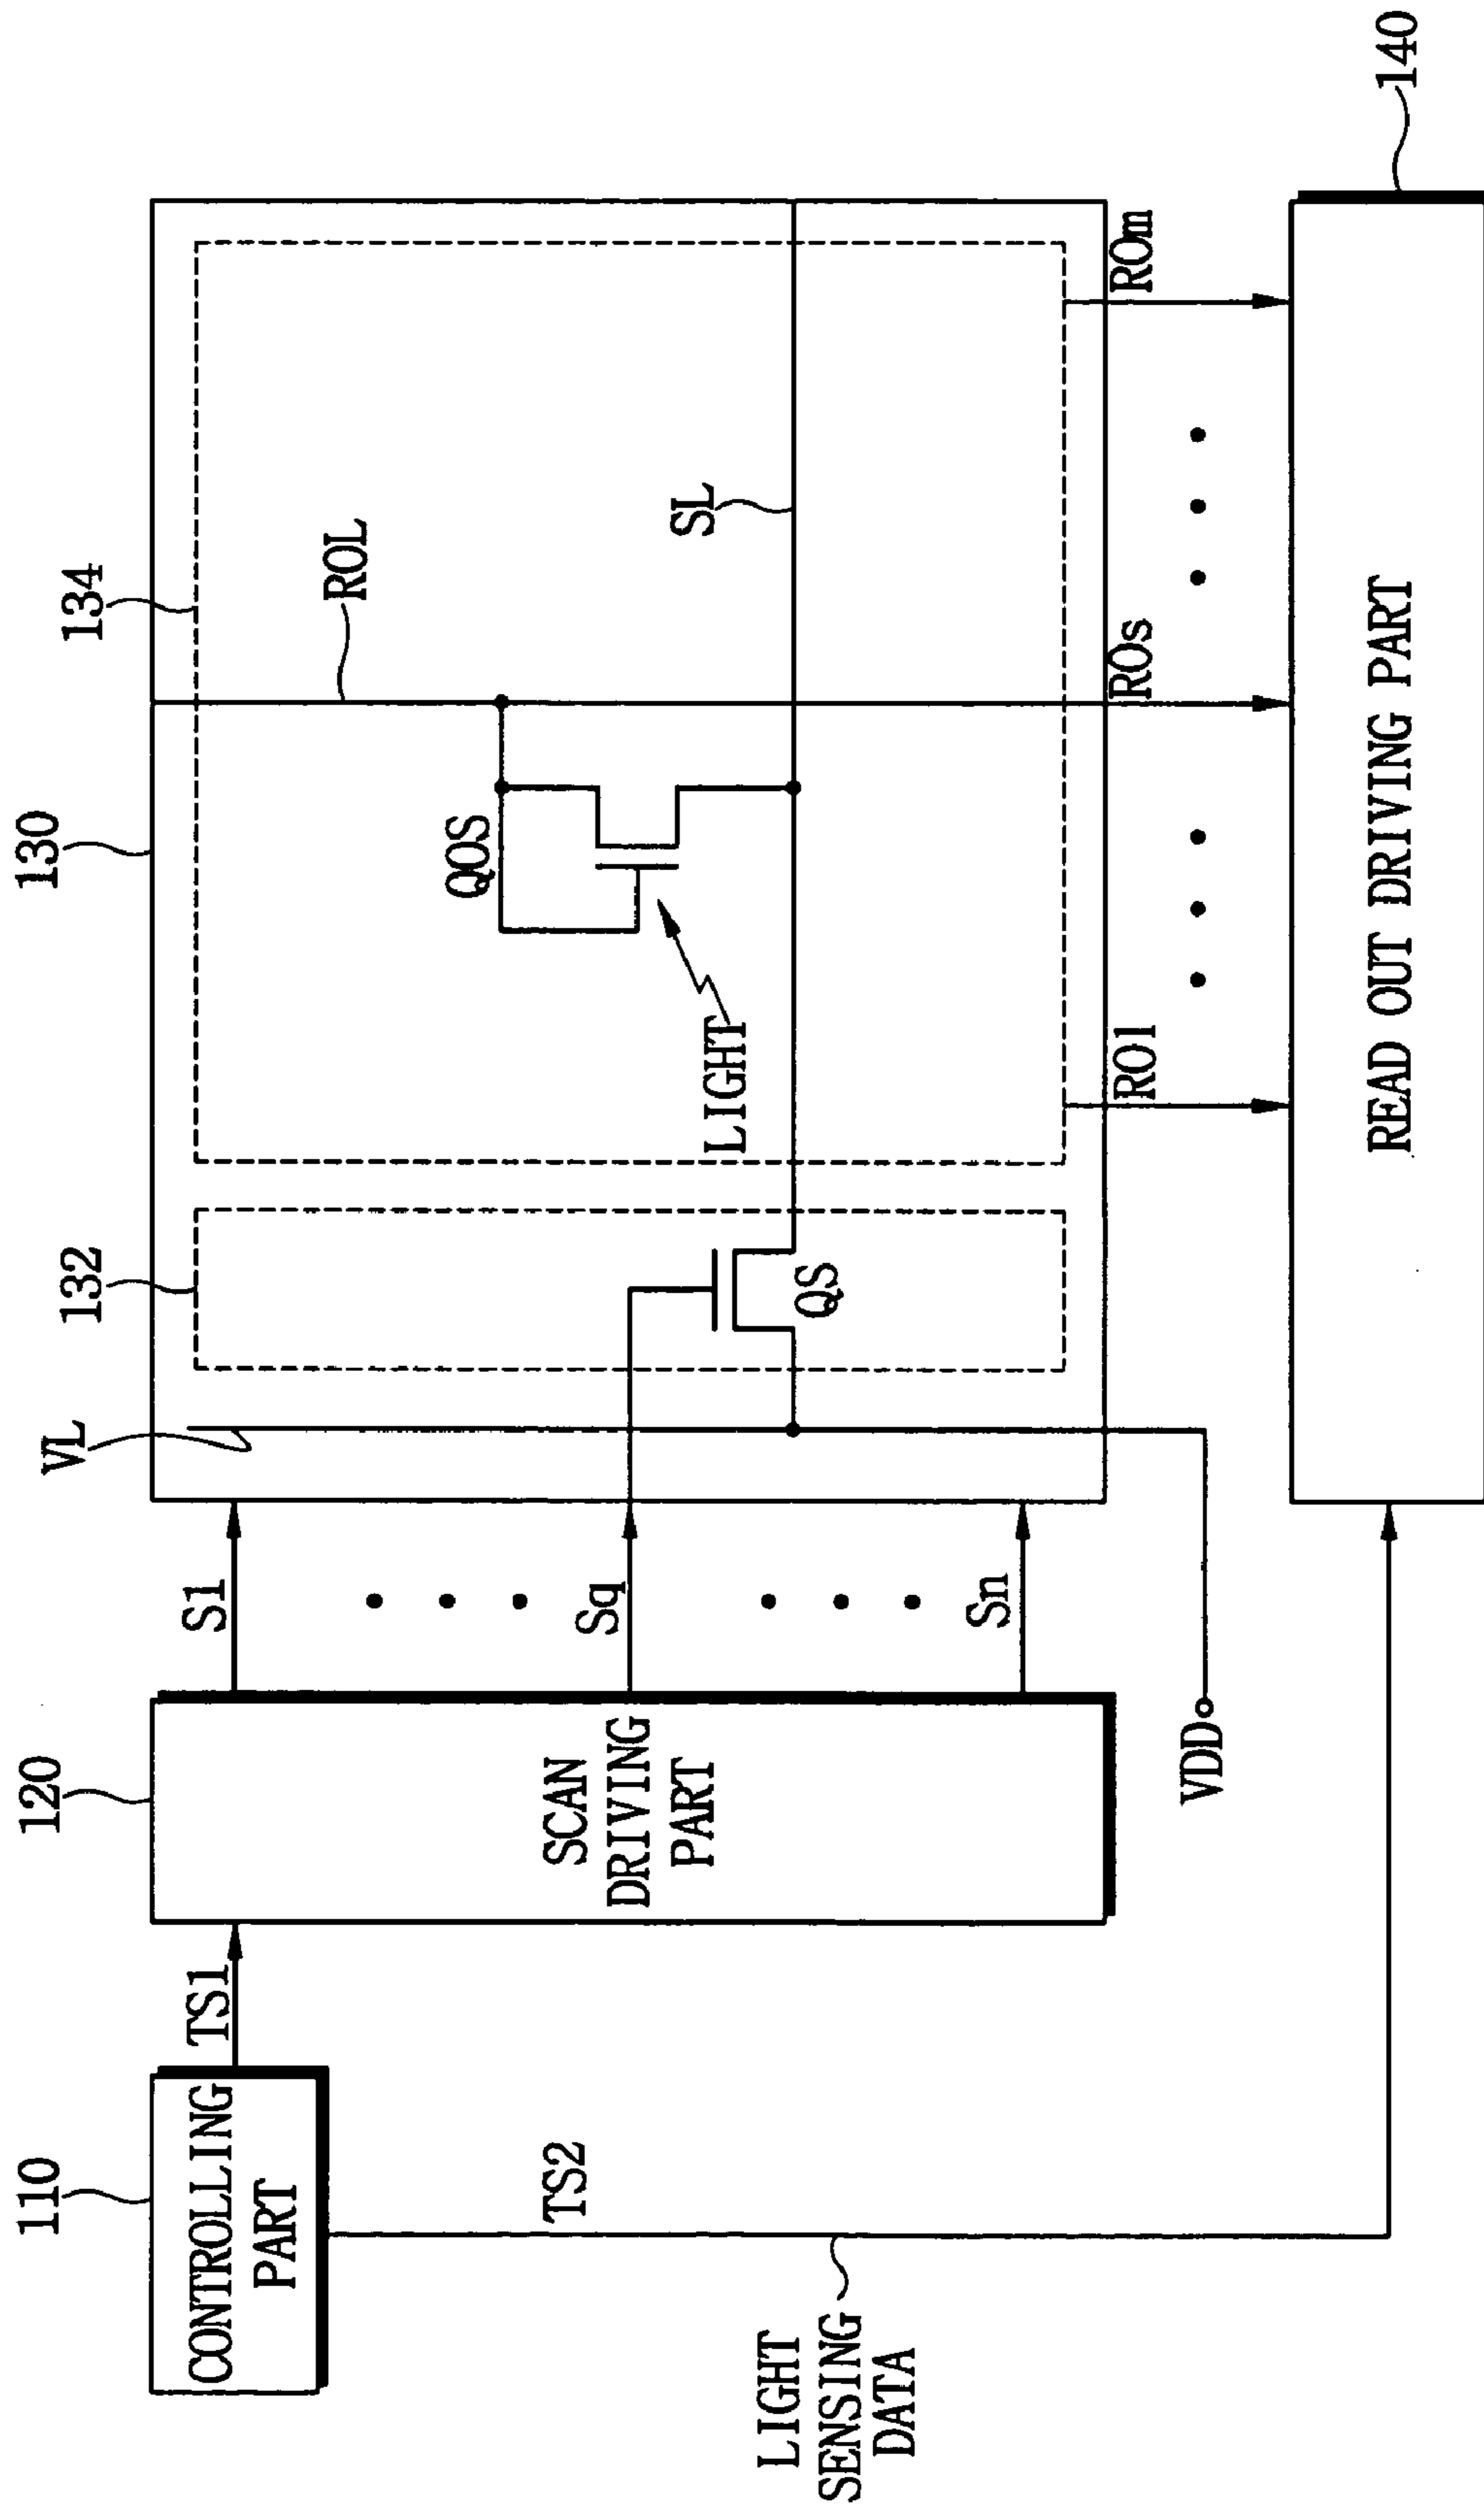 110
CONTROLLING
PART
TS1
TS2
LIGHT
SENSING
DATA
120
SCAN
DRIVING
PART
S1
Sq
Sn
VDD
VL
130
132
134
QS
LIGHT
QOS
ROL
SL
RO1
ROs
ROm
READ OUT DRIVING PART
140